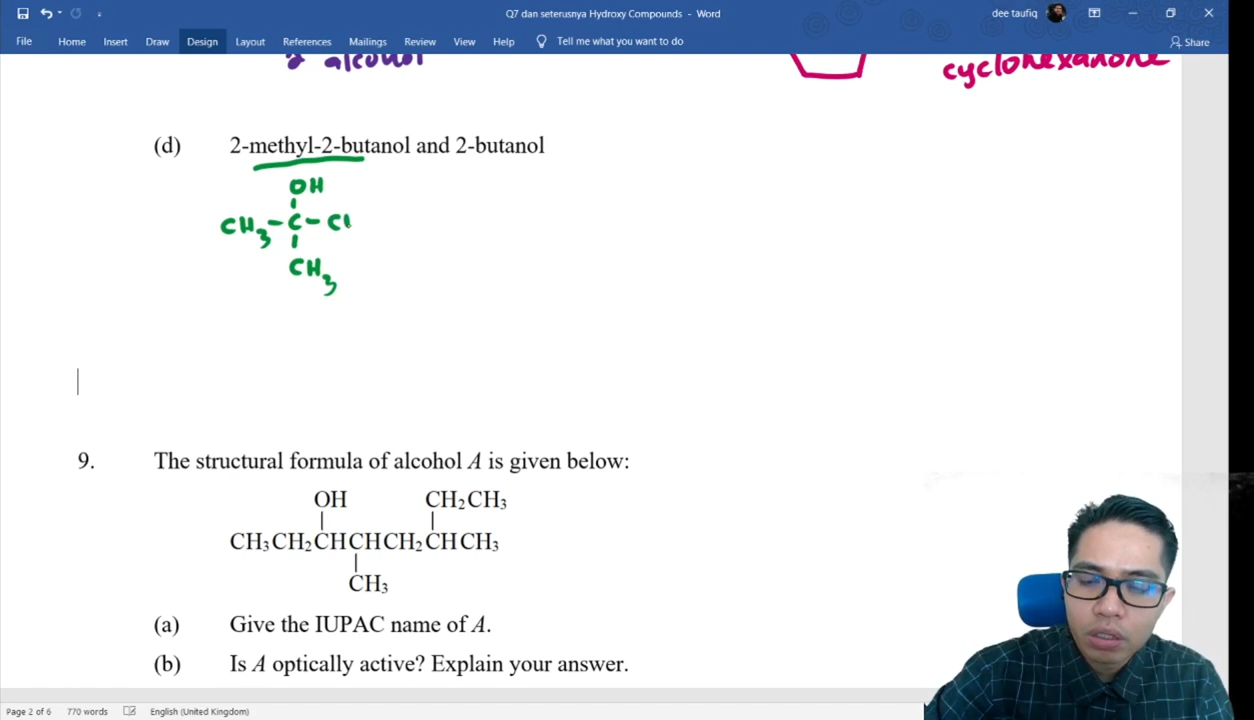 Q7 dan seterusnya Hydroxy Compounds - Word
dee taufiq
File Home Insert Draw Design Layout References Mailings Review View Help Tell me what you want to do
Share
2° alcohol
cyclohexanone
(d) 2-methyl-2-butanol and 2-butanol
OH
CH₃-C-CH
CH₃
9. The structural formula of alcohol A is given below:
OH CH₂CH₃
CH₃CH₂CHCHCH₂CHCH₃
CH₃
(a) Give the IUPAC name of A.
(b) Is A optically active? Explain your answer.
Page 2 of 6 770 words English (United Kingdom)